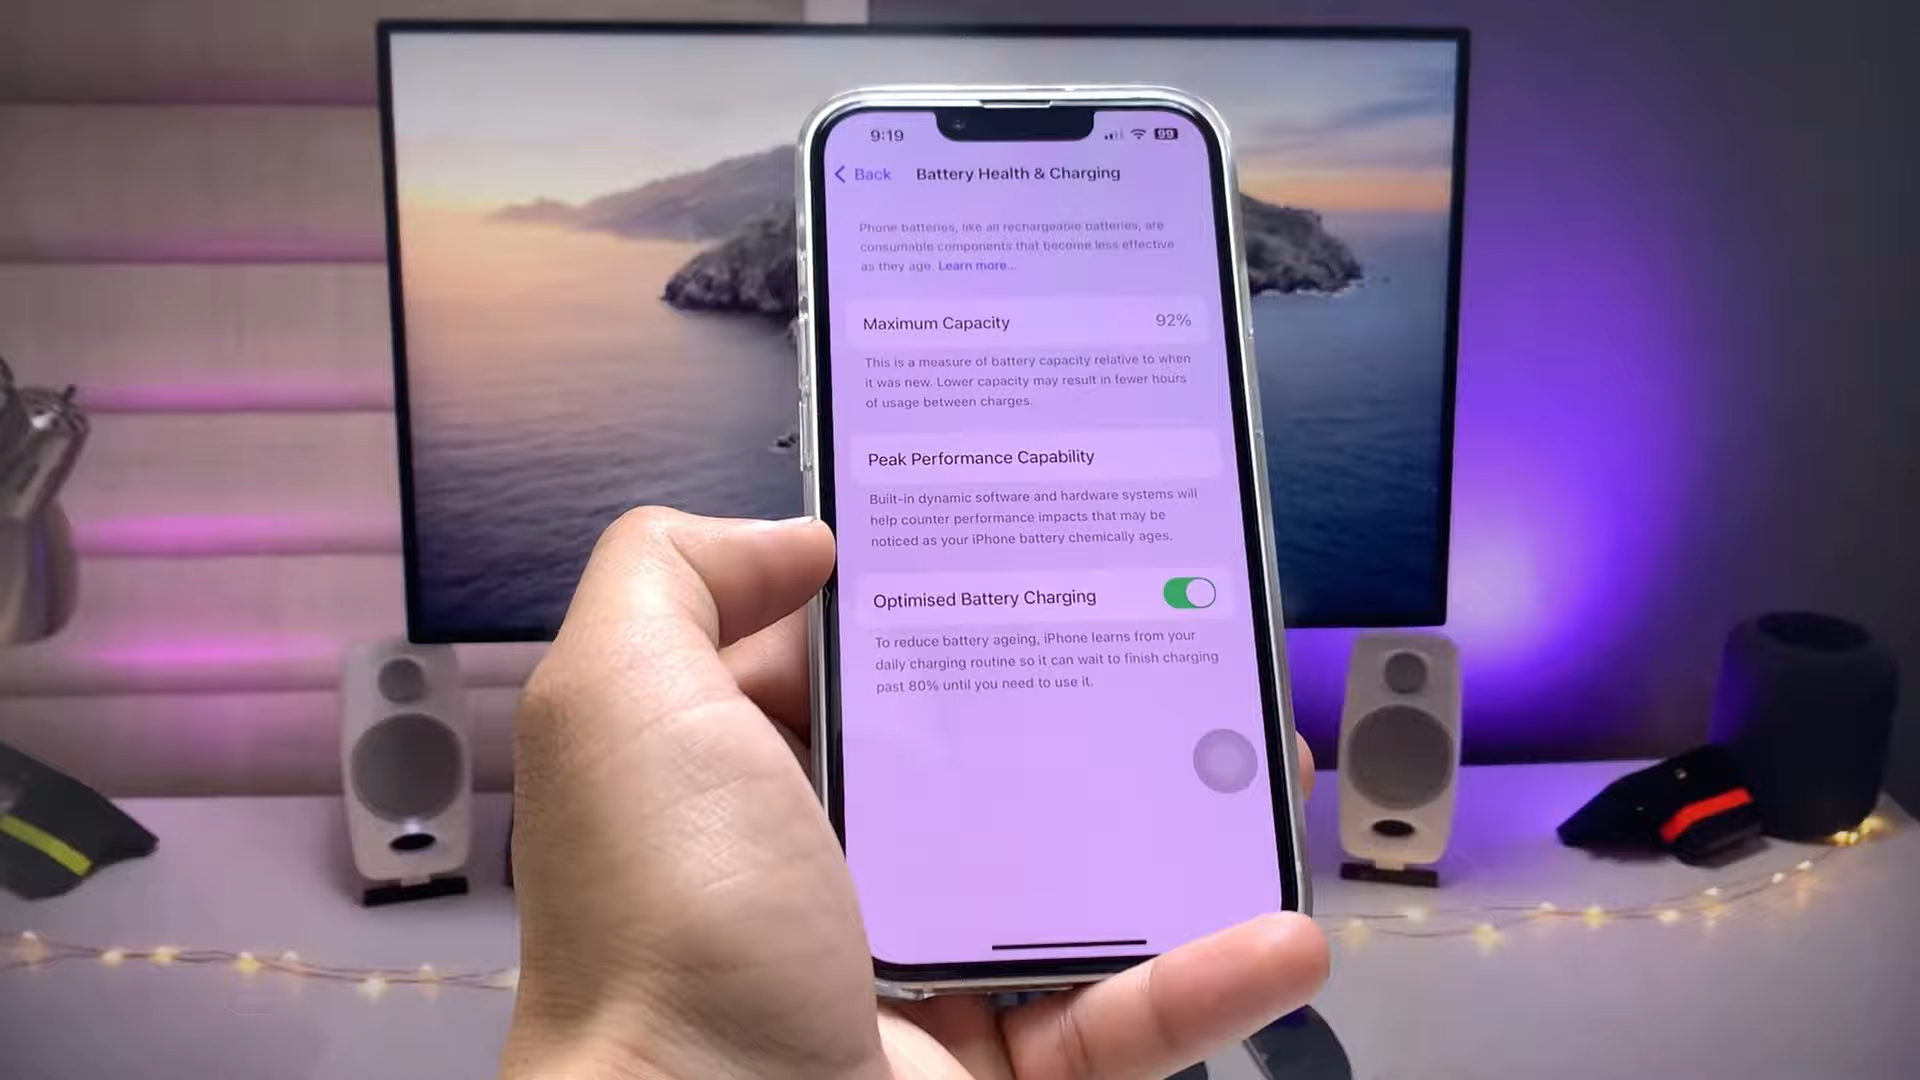 9:19
99
Back
Battery Health & Charging
Phone batteries, like all rechargeable batteries, are
consumable components that become less effective
as they age. Learn more...
Maximum Capacity 92%
This is a measure of battery capacity relative to when
it was new. Lower capacity may result in fewer hours
of usage between charges.
Peak Performance Capability
Built-in dynamic software and hardware systems will
help counter performance impacts that may be
noticed as your iPhone battery chemically ages.
Optimised Battery Charging
To reduce battery ageing, iPhone learns from your
daily charging routine so it can wait to finish charging
past 80% until you need to use it.